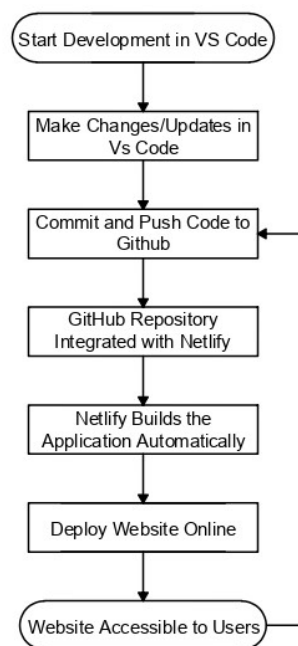 Start Development in VS Code
Make Changes/Updates in
Vs Code
Commit and Push Code to
Github
GitHub Repository
Integrated with Netlify
Netlify Builds the
Application Automatically
Deploy Website Online
Website Accessible to Users